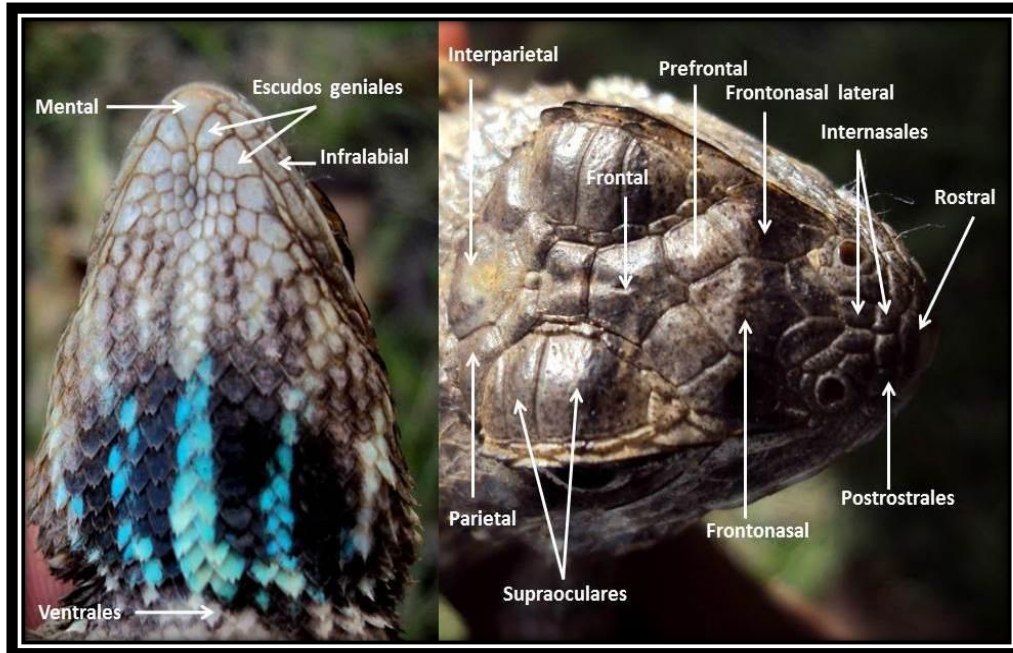 Mental
Escudos geniales
Infralabial
Ventrales
Interparietal
Prefrontal
Frontonasal lateral
Internasales
Frontal
Rostral
Parietal
Supraoculares
Frontonasal
Postrostrales